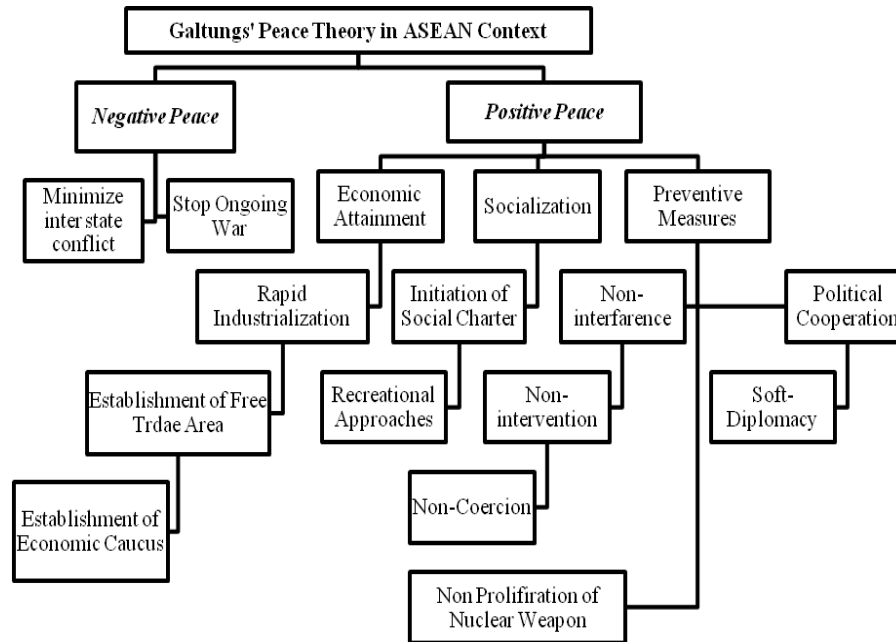 Galtungs' Peace Theory in ASEAN Context
Negative Peace
Positive Peace
Minimize
inter state
conflict
Stop Ongoing
War
Economic
Attainment
Socialization
Preventive
Measures
Rapid
Industrialization
Initiation of
Social Charter
Non-
interfarence
Political
Cooperation
Establishment of Free
Trdae Area
Recreational
Approaches
Non-
intervention
Soft-
Diplomacy
Establishment of
Economic Caucus
Non-Coercion
Non Prolifiration of
Nuclear Weapon